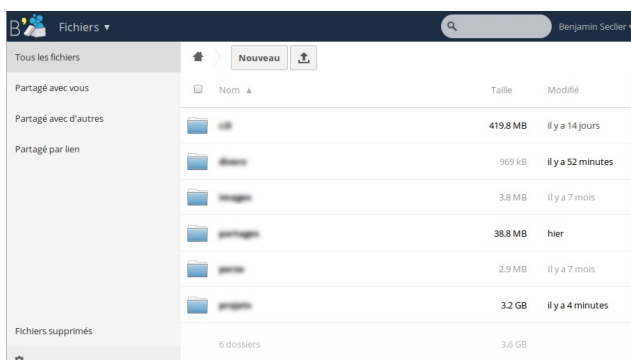 B'
Fichiers ▾
Benjamin Seclier
Tous les fichiers
Partagé avec vous
Partagé avec d'autres
Partagé par lien
Fichiers supprimés
Nouveau
Nom ▲ Taille Modifié
419.8 MB il y a 14 jours
969 kB il y a 52 minutes
3.8 MB Il y a 7 mois
38.8 MB hier
2.9 MB Il y a 7 mois
3.2 GB il y a 4 minutes
6 dossiers 3.6 GB